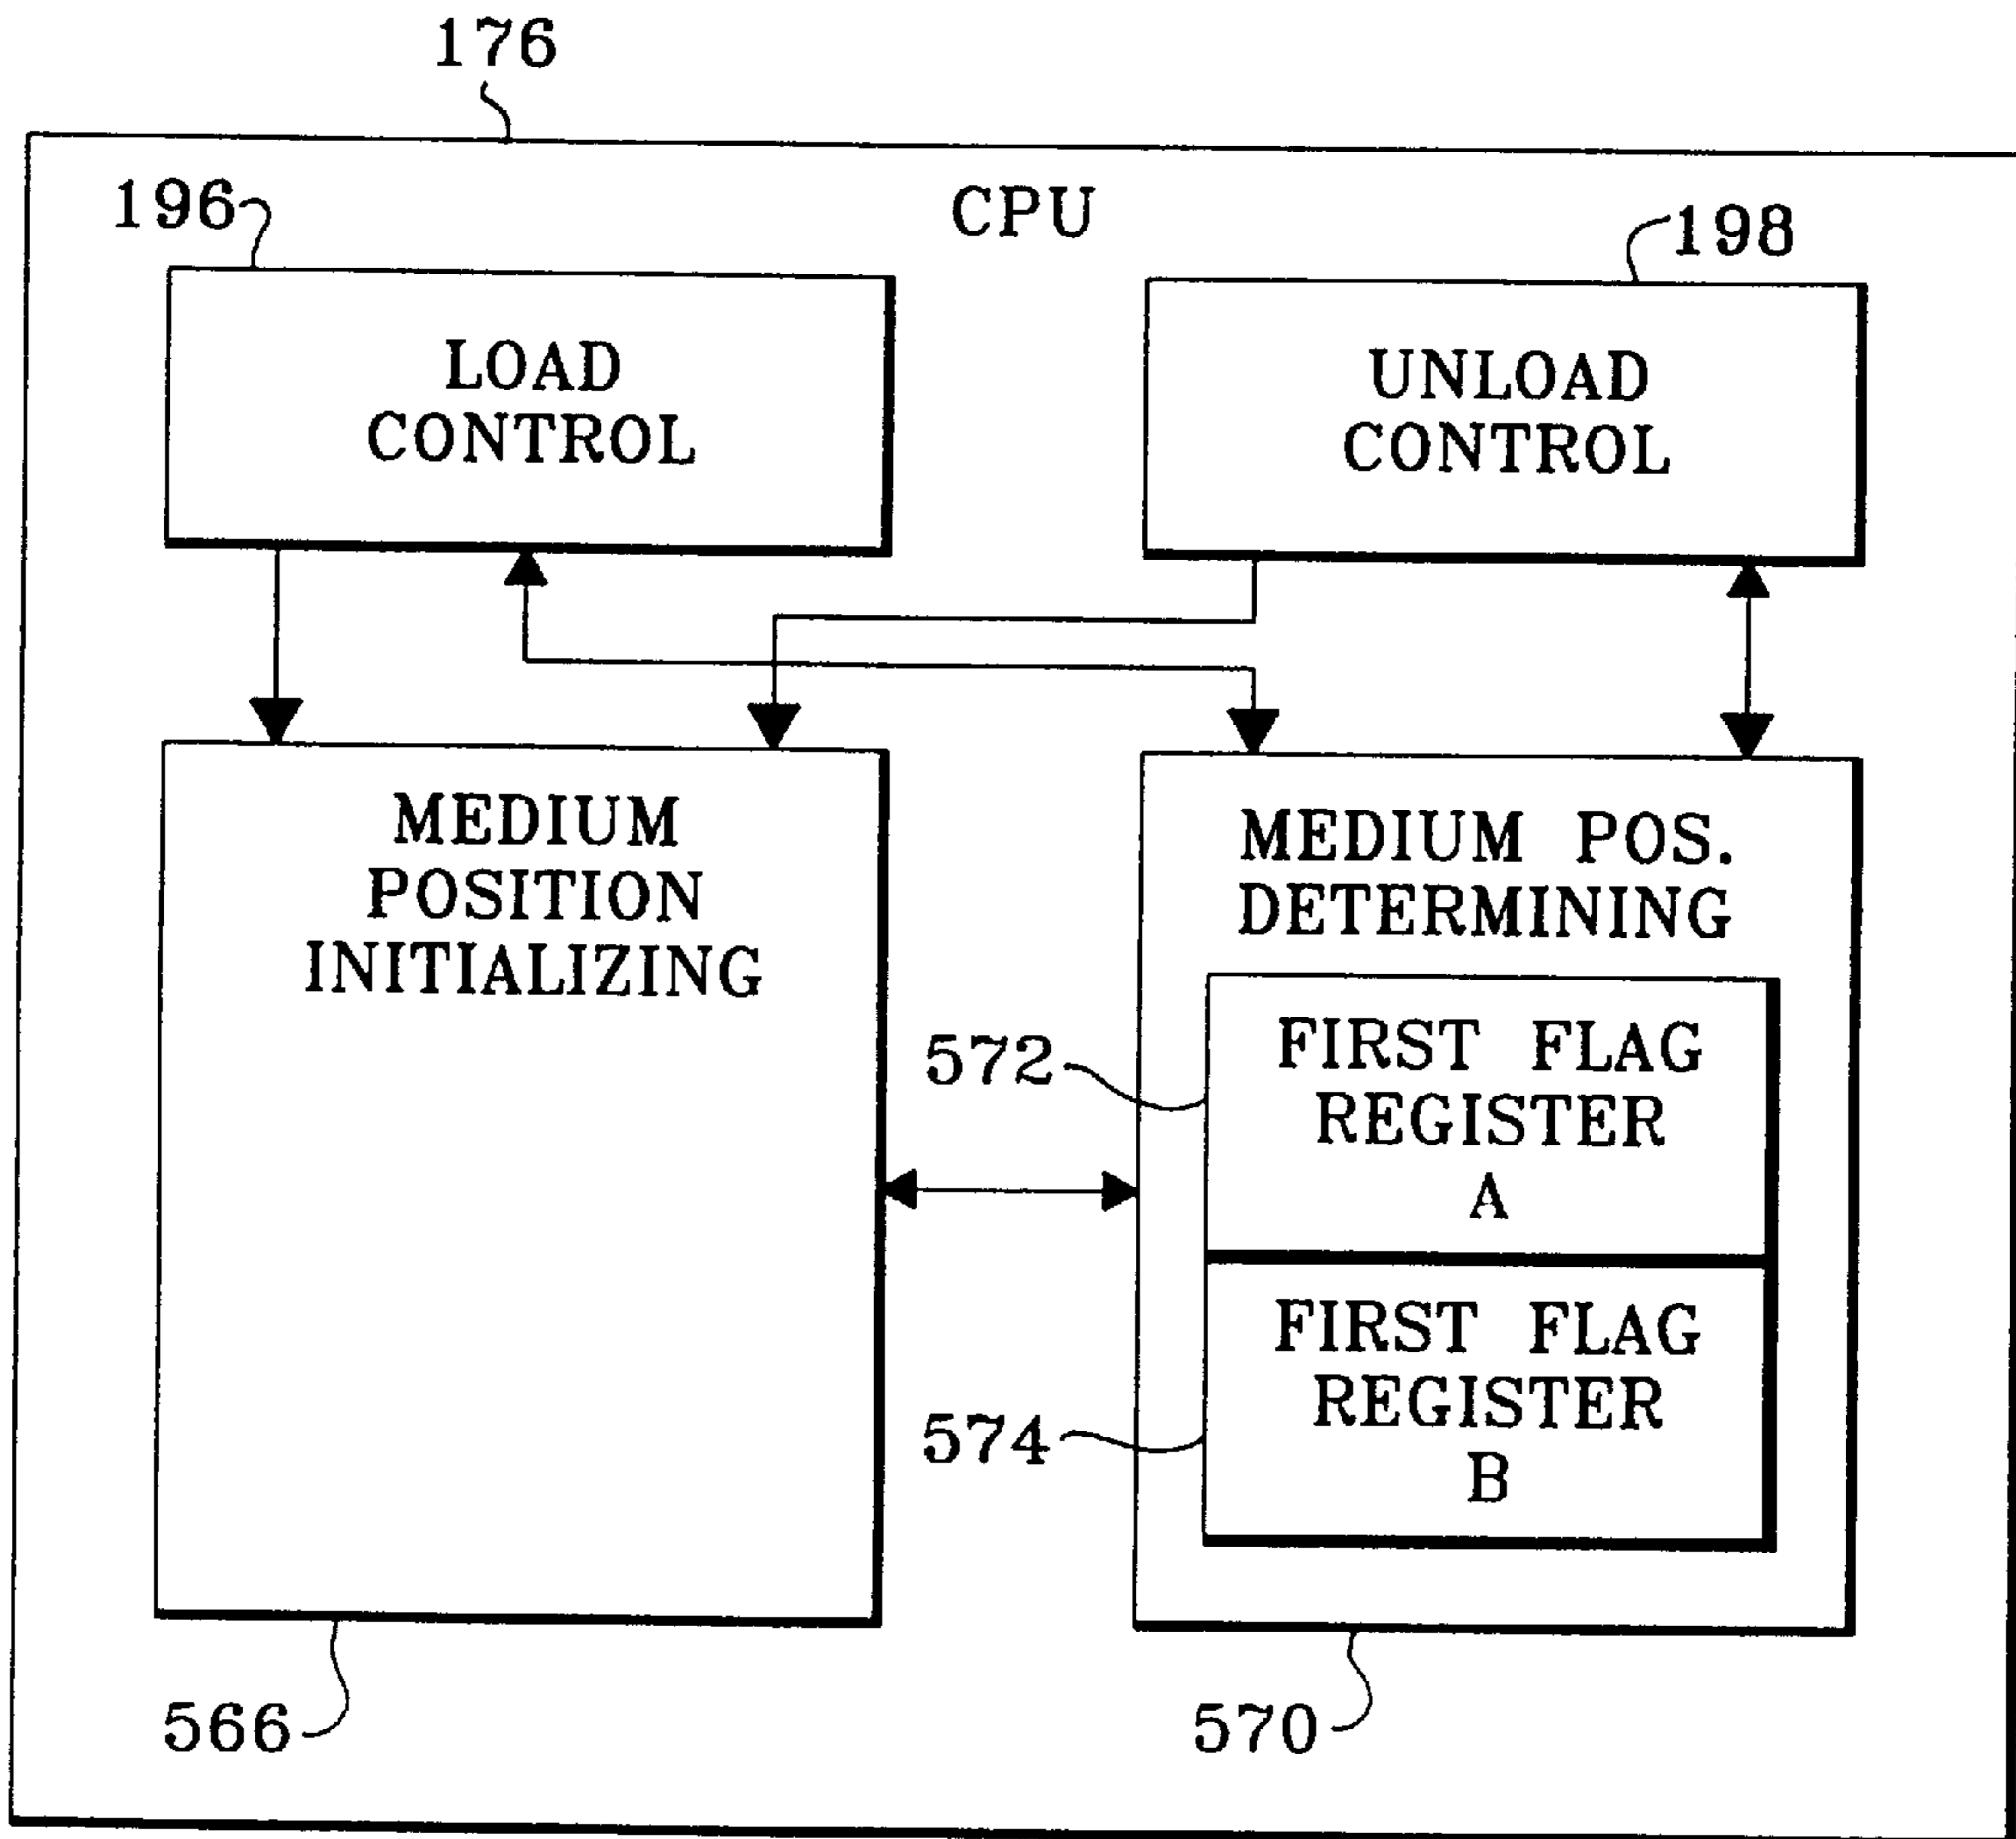 176
CPU
196
198
LOAD
CONTROL
UNLOAD
CONTROL
MEDIUM
POSITION
INITIALIZING
MEDIUM POS.
DETERMINING
572
FIRST FLAG
REGISTER
A
574
FIRST FLAG
REGISTER
B
566
570